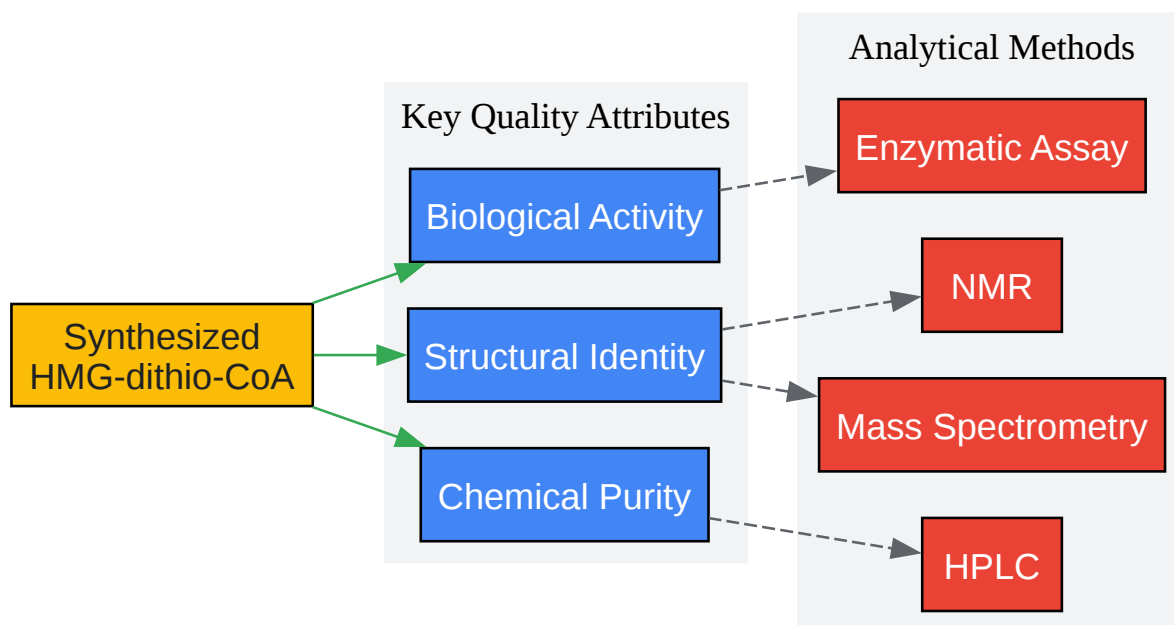 Synthesized
HMG-dithio-CoA
Key Quality Attributes
Biological Activity
Structural Identity
Chemical Purity
Analytical Methods
Enzymatic Assay
NMR
Mass Spectrometry
HPLC